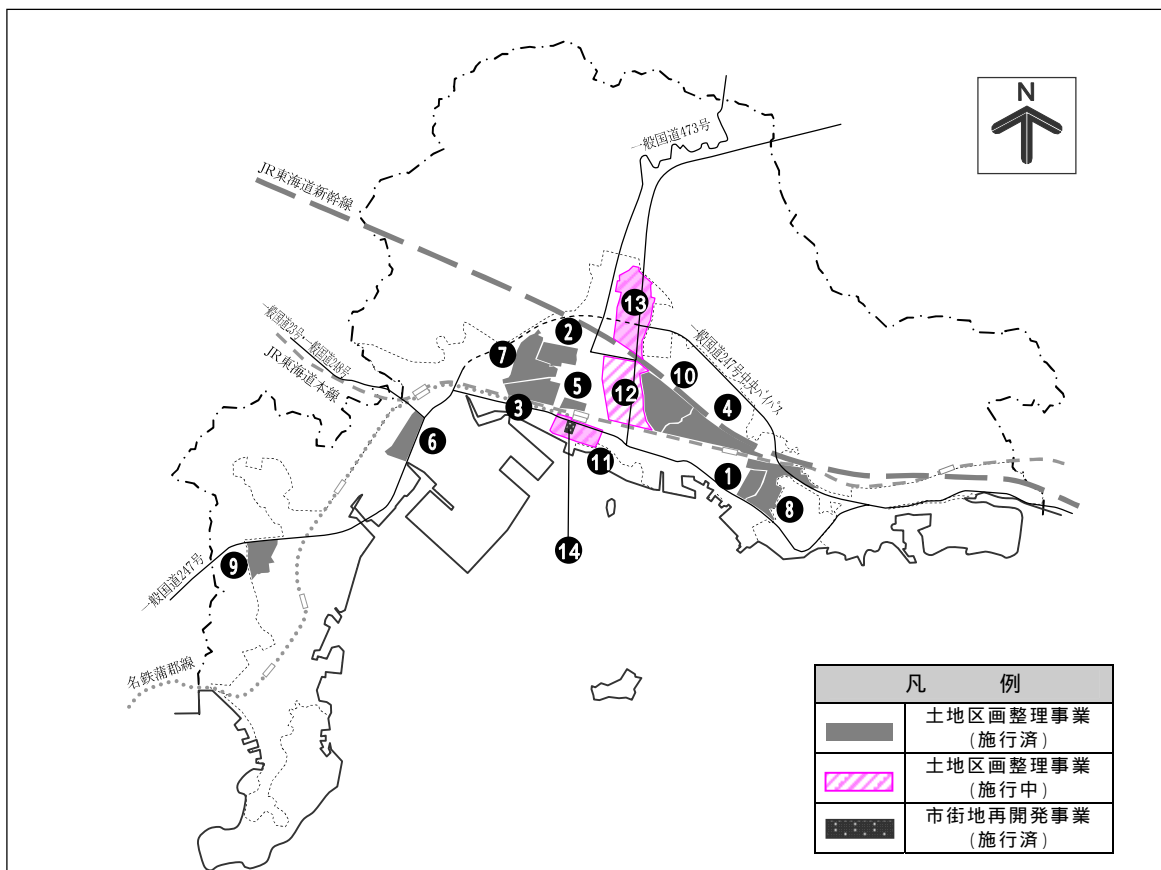 N
一般国道473号
JR東海道新幹線
一般国道23号
一般国道248号
JR東海道本線
一般国道247号中央バイパス
13
2
7
10
12
5
4
3
6
11
1
8
14
9
一般国道247号
名鉄蒲郡線
凡 例
土地区画整理事業
(施行済)
土地区画整理事業
(施行中)
市街地再開発事業
(施行済)